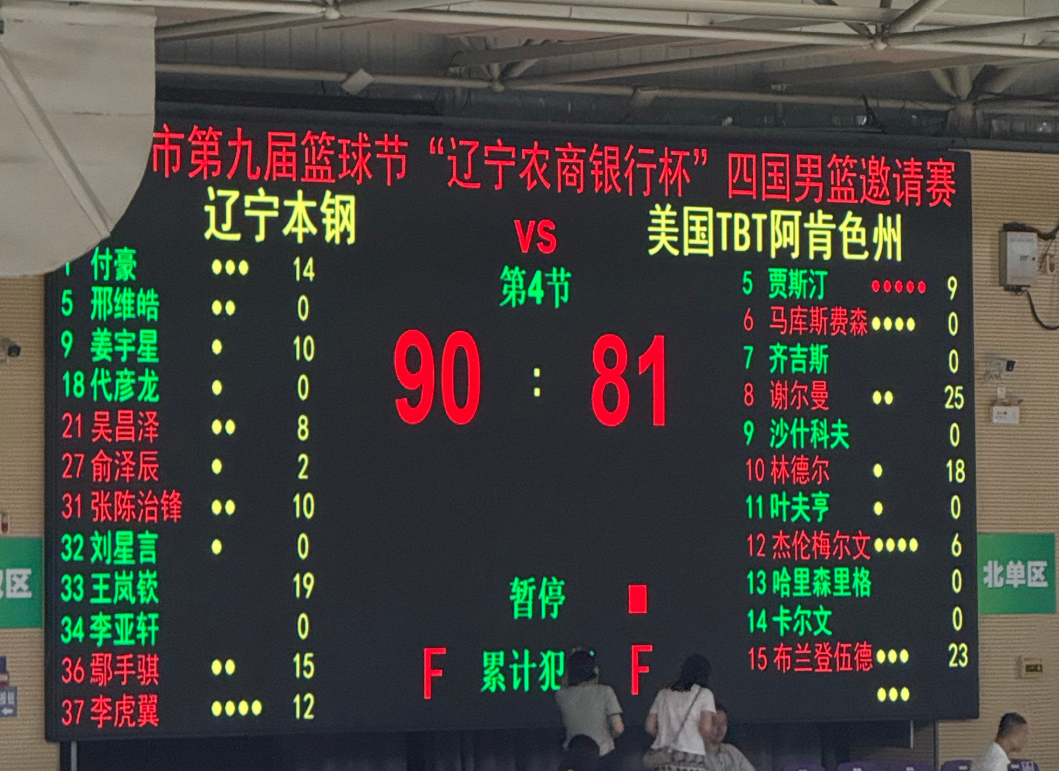 市第九届篮球节“辽宁农商银行杯”四国男篮邀请赛
辽宁本钢 VS 美国TBT阿肯色州
第4节
90 : 81
付豪 14
5 邢维皓 0
9 姜宇星 10
18 代彦龙 0
21 吴昌泽 8
27 俞泽辰 2
31 张陈治锋 10
32 刘星言 0
33 王岚钦 19
34 李亚轩 0
36 鄢手骐 15
37 李虎翼 12
5 贾斯汀 9
6 马库斯费森 0
7 齐吉斯 0
8 谢尔曼 25
9 沙什科夫 0
10 林德尔 18
11 叶夫亨 0
12 杰伦梅尔文 6
13 哈里森里格 0
14 卡尔文 0
15 布兰登伍德 23
暂停
F 累计犯 F
北单区
区